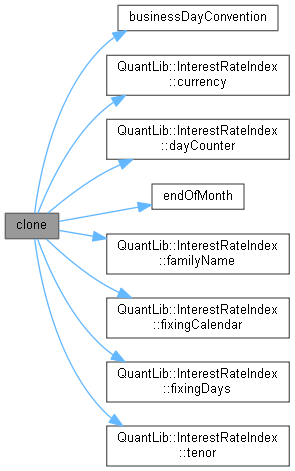 businessDayConvention
QuantLib::InterestRateIndex
::currency
QuantLib::InterestRateIndex
::dayCounter
endOfMonth
clone
QuantLib::InterestRateIndex
::familyName
QuantLib::InterestRateIndex
::fixingCalendar
QuantLib::InterestRateIndex
::fixingDays
QuantLib::InterestRateIndex
::tenor